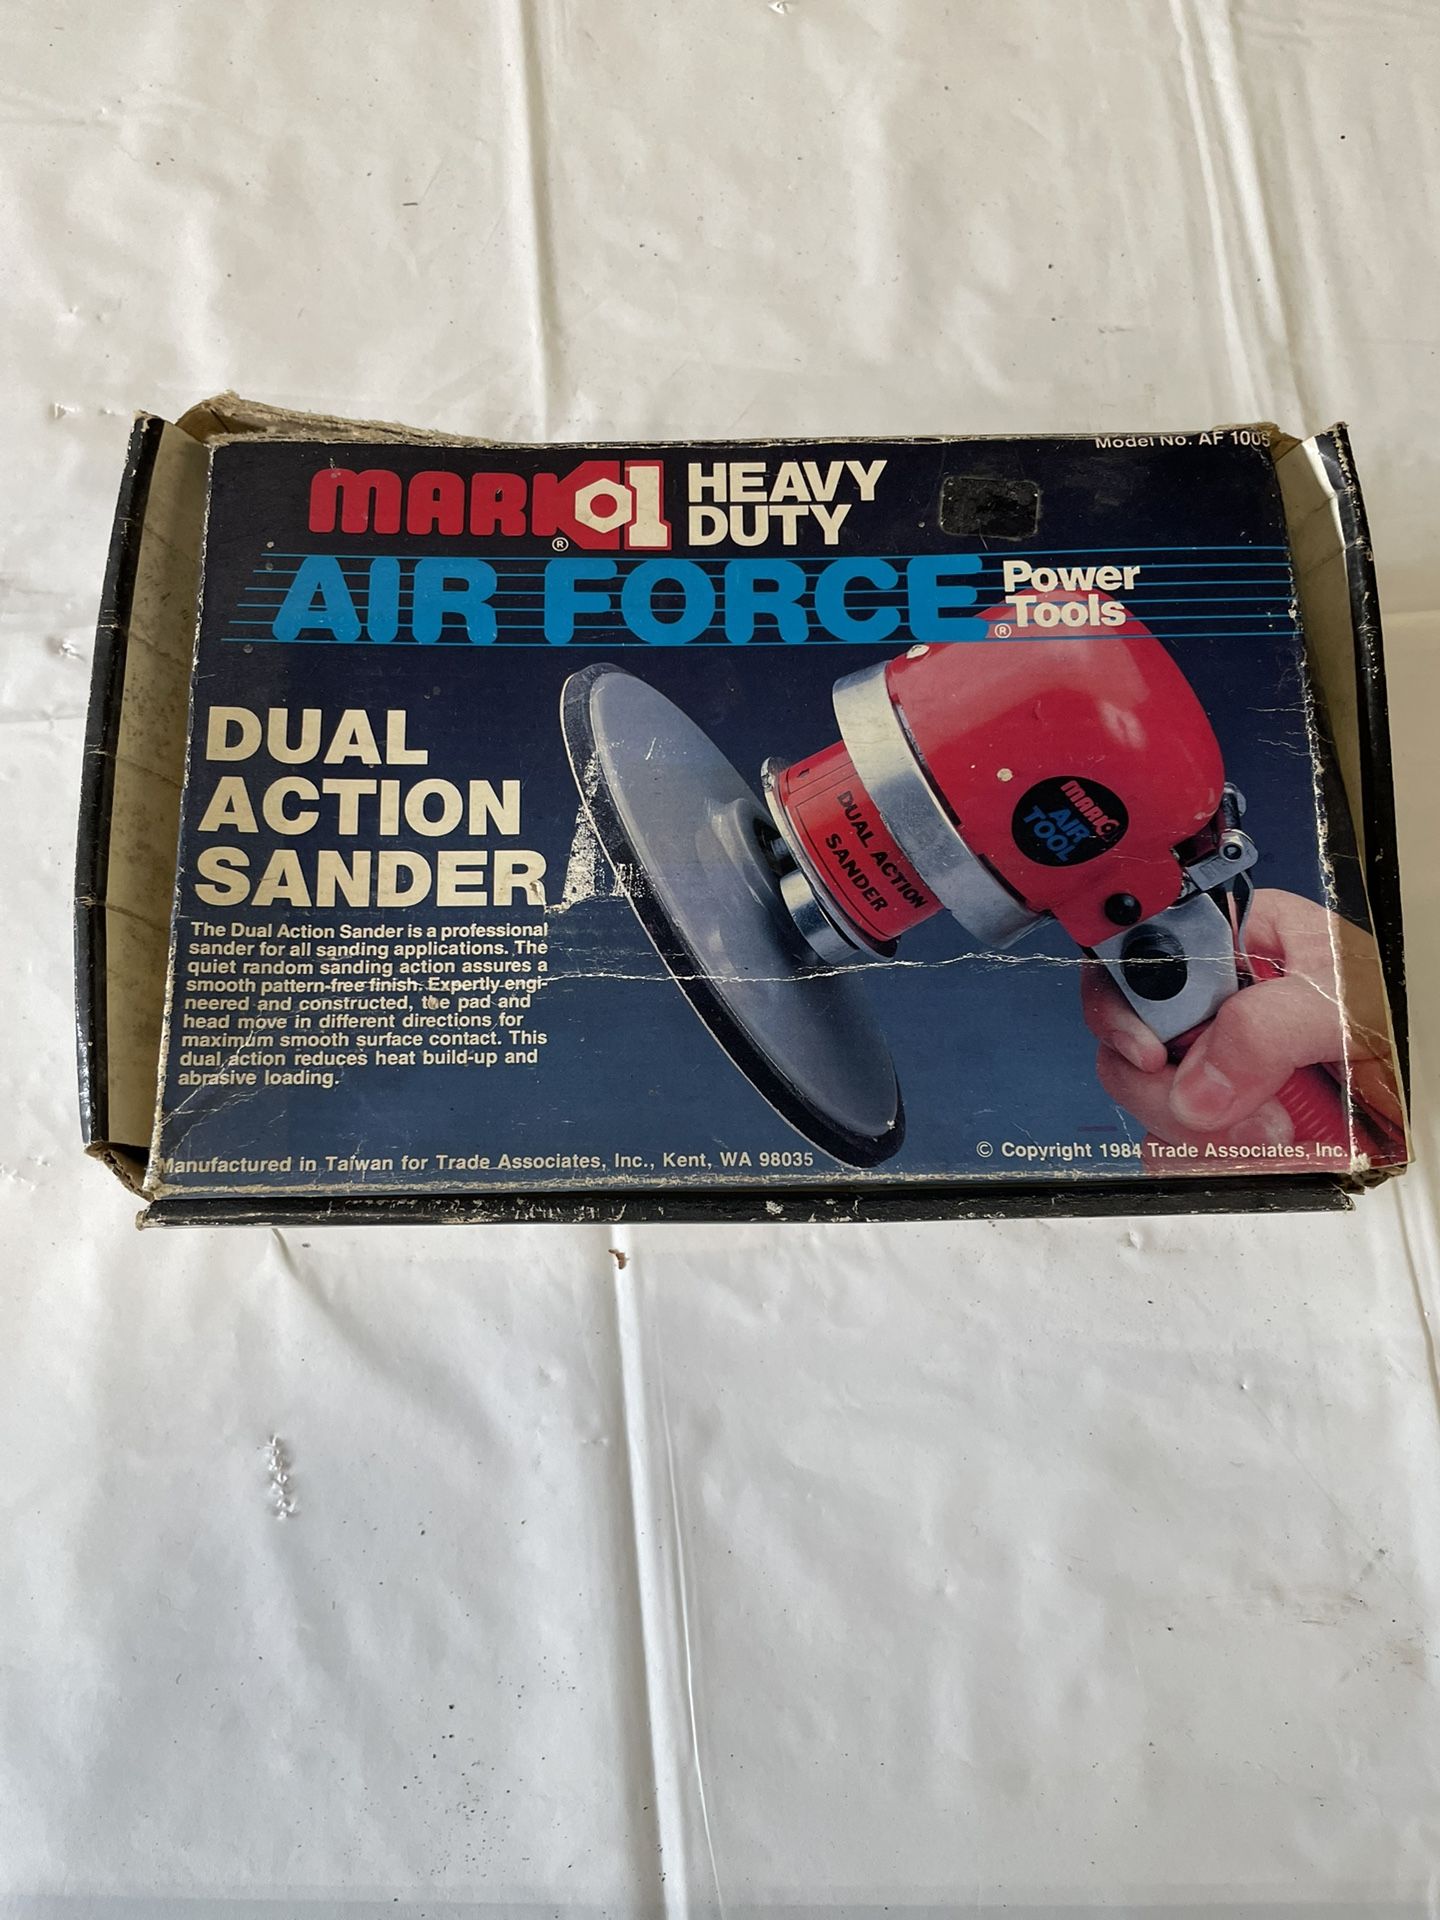 Model No. AF 1005
MARK 1 ® HEAVY
DUTY
AIR FORCE ® Power
Tools
DUAL
ACTION
SANDER
The Dual Action Sander is a professional
sander for all sanding applications. The
quiet random sanding action assures a
smooth pattern-free finish. Expertly engi-
neered and constructed, the pad and
head move in different directions for
maximum smooth surface contact. This
dual action reduces heat build-up and
abrasive loading.
DUAL ACTION
SANDER
MARK
AIR
TOOL
Manufactured in Taiwan for Trade Associates, Inc., Kent, WA 98035
© Copyright 1984 Trade Associates, Inc.